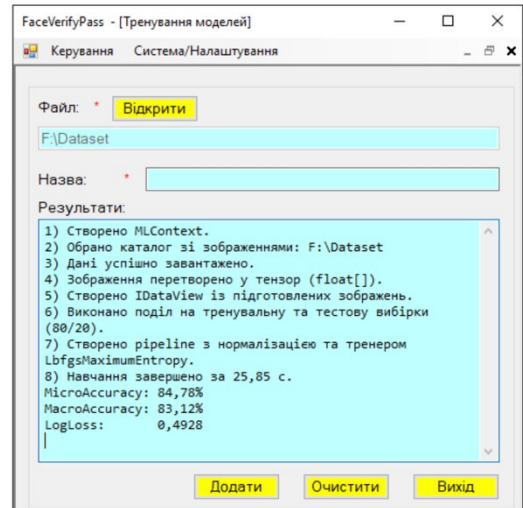 FaceVerifyPass - [Тренування моделей]
Керування Система/Налаштування
Файл: * Відкрити
F:\Dataset
Назва: *
Результати:
1) Створено MLContext.
2) Обрано каталог зі зображеннями: F:\Dataset
3) Дані успішно завантажено.
4) Зображення перетворено у тензор (float[]).
5) Створено IDataView із підготовлених зображень.
6) Виконано поділ на тренувальну та тестову вибірки
(80/20).
7) Створено pipeline з нормалізацією та тренером
LbfgsMaximumEntropy.
8) Навчання завершено за 25,85 с.
MicroAccuracy: 84,78%
MacroAccuracy: 83,12%
LogLoss: 0,4928
Додати Очистити Вихід